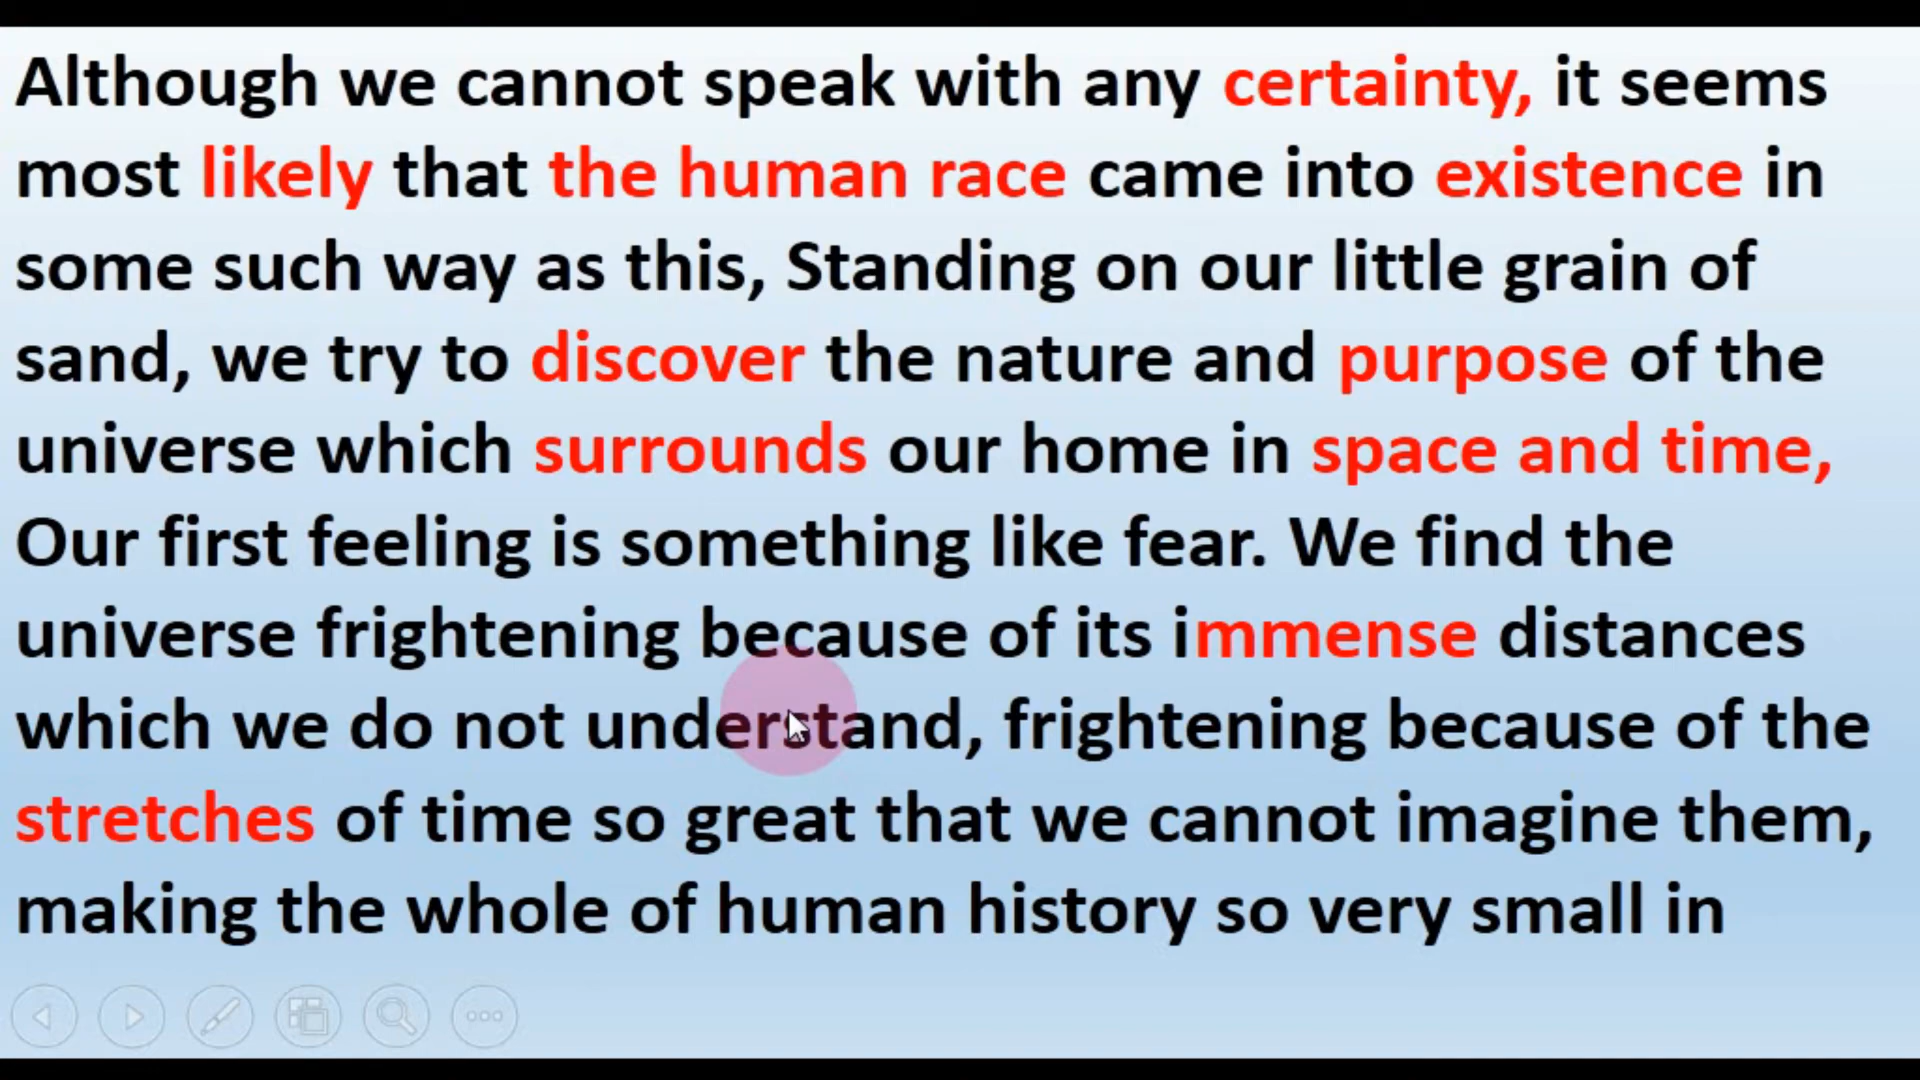 Although we cannot speak with any certainty, it seems
most likely that the human race came into existence in
some such way as this, Standing on our little grain of
sand, we try to discover the nature and purpose of the
universe which surrounds our home in space and time,
Our first feeling is something like fear. We find the
universe frightening because of its immense distances
which we do not understand, frightening because of the
stretches of time so great that we cannot imagine them,
making the whole of human history so very small in